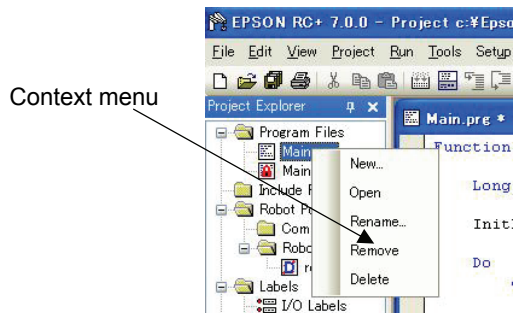 EPSON RC+ 7.0.0 - Project c:¥Epso
File Edit View Project Run Tools Setup
Project Explorer
Main.prg *
Context menu
Program Files
Main
Main
Include F
Robot P
Com
Robo
r
Labels
I/O Labels
New...
Open
Rename...
Remove
Delete
Function
Long
Init
Do